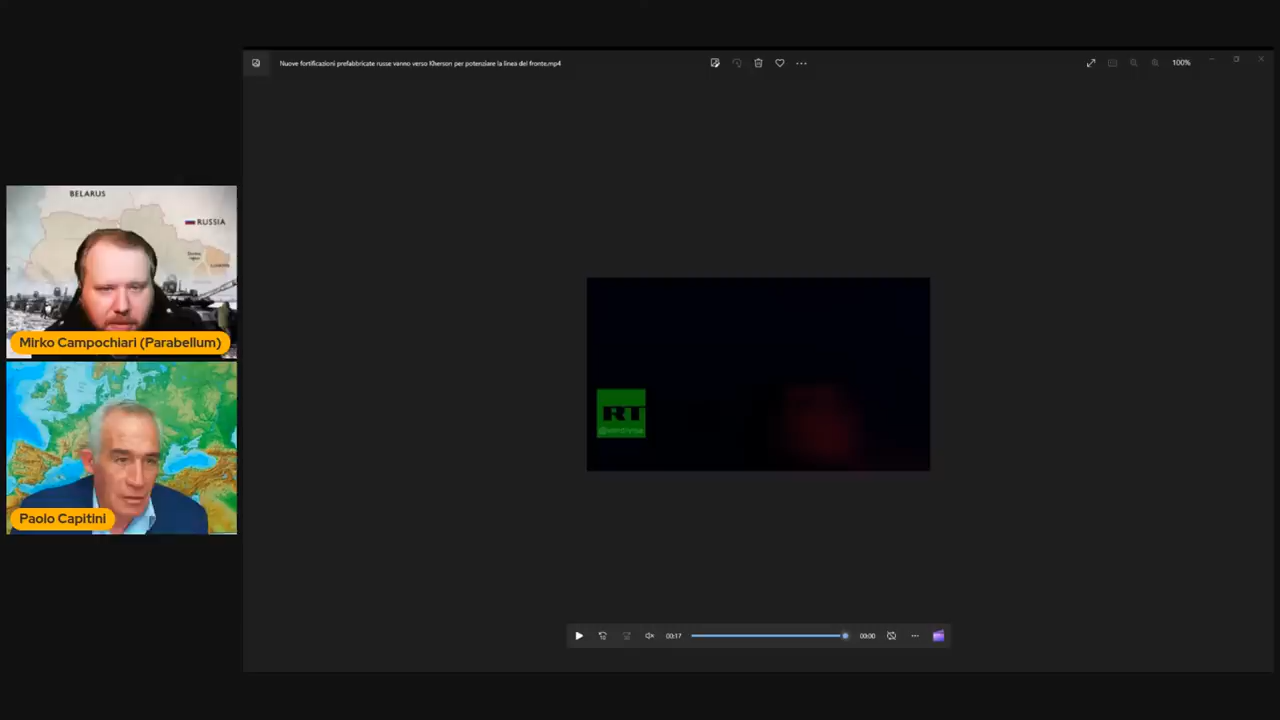 Nuove fortificazioni prefabbricate russe vanno verso Kherson per potenziare la linea del fronte.mp4
100%
BELARUS
RUSSIA
Mirko Campochiari (Parabellum)
RT
Paolo Capitini
00:17
00:00